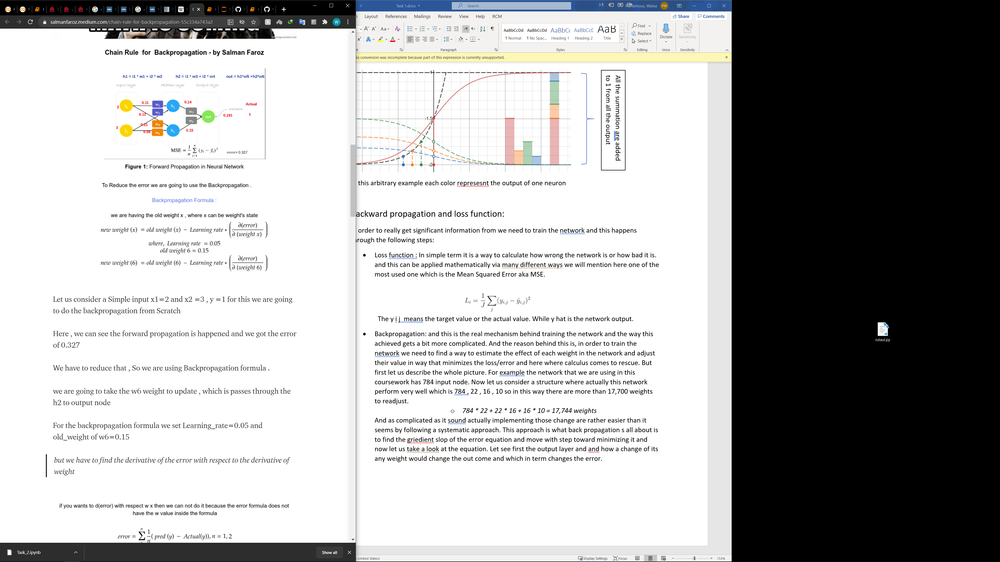 salmanfaroz.medium.com/chain-rule-for-backpropagation-55c334a743a2
memegenerator.net
Chain Rule for Backpropagation - by Salman Faroz
h1 = i1 * w1 + i2 * w2
h2 = i1 * w3 + i2 * w4
out = h1*w5 +h2*w6
Input layer
Hidden layer
Output layer
2
i1
0.11
w1
w2
h1
0.14
w5
Actual
prediction
0.12
out
0.191
1
3
i2
0.21
w3
0.08
w4
h2
w6
0.15
MSE = 1/n Σ i=1 n (yi − ŷi)²
====> 0.327
Figure 1: Forward Propagation in Neural Network
To Reduce the error we are going to use the Backpropagation .
Backpropagation Formula :
we are having the old weight x , where x can be weight's state
new weight (x) = old weight (x) − Learning rate * ( ∂(error) / ∂ (weight x) )
where, Learning rate = 0.05
old weight 6 = 0.15
new weight (6) = old weight (6) − Learning rate * ( ∂(error) / ∂ (weight 6) )
Let us consider a Simple input x1=2 and x2 =3 , y =1 for this we are going
to do the backpropagation from Scratch
Here , we can see the forward propagation is happened and we got the error
of 0.327
We have to reduce that , So we are using Backpropagation formula .
we are going to take the w6 weight to update , which is passes through the
h2 to output node
For the backpropagation formula we set Learning_rate=0.05 and
old_weight of w6=0.15
but we have to find the derivative of the error with respect to the derivative of
weight
if you wants to d(error) with respect w x then we can not do it because the error formula does not
have the w value inside the formula
error = Σ n 1/n ( pred (y) − Actual(y)), n = 1, 2
Task_2.ipynb
Show all
Task 1.docx
Search
Jamous, Walaa
PW
Layout
References
Mailings
Review
View
Help
RCM
Share
Comments
AaBbCcDd
AaBbCcDd
AaBbCc
AaBbCcE
AaB
¶ Normal
¶ No Spac...
Heading 1
Heading 2
Title
Find
Replace
Select
Dictate
Sensitivity
Paragraph
Styles
Editing
Voice
Sensitivity
is conversion was incomplete because part of this expression is currently unsupported.
-1
-1.5
-2
All the summation are added
to 1 from all the output
this arbitrary example each color represesnt the output of one neuron
ackward propagation and loss function:
order to really get significant information from we need to train the network and this happens
rough the following steps:
• Loss function : In simple term it is a way to calculate how wrong the network is or how bad it is.
and this can be applied mathematically via many different ways we will mention here one of the
most used one which is the Mean Squared Error aka MSE.
Li = 1/J Σ j (yi,j − ŷi,j)²
The y i j means the target value or the actual value. While y hat is the network output.
• Backpropagation: and this is the real mechanism behind training the network and the way this
achieved gets a bit more complicated. And the reason behind this is, in order to train the
network we need to find a way to estimate the effect of each weight in the network and adjust
their value in way that minimizes the loss/error and here where calculus comes to rescue. But
first let us describe the whole picture. For example the network that we are using in this
coursework has 784 input node. Now let us consider a structure where actually this network
perform very well which is 784 , 22 , 16 , 10 so in this way there are more than 17,700 weights
to readjust.
o 784 * 22 + 22 * 16 + 16 * 10 = 17,744 weights
And as complicated as it sound actually implementing those change are rather easier than it
seems by following a systematic approach. This approach is what back propagation s all about is
to find the griedient slop of the error equation and move with step toward minimizing it and
now let us take a look at the equation. Let see first the output layer and and how a change of its
any weight would change the out come and which in term changes the error.
(United States)
Display Settings
Focus
153%
rutaul.py